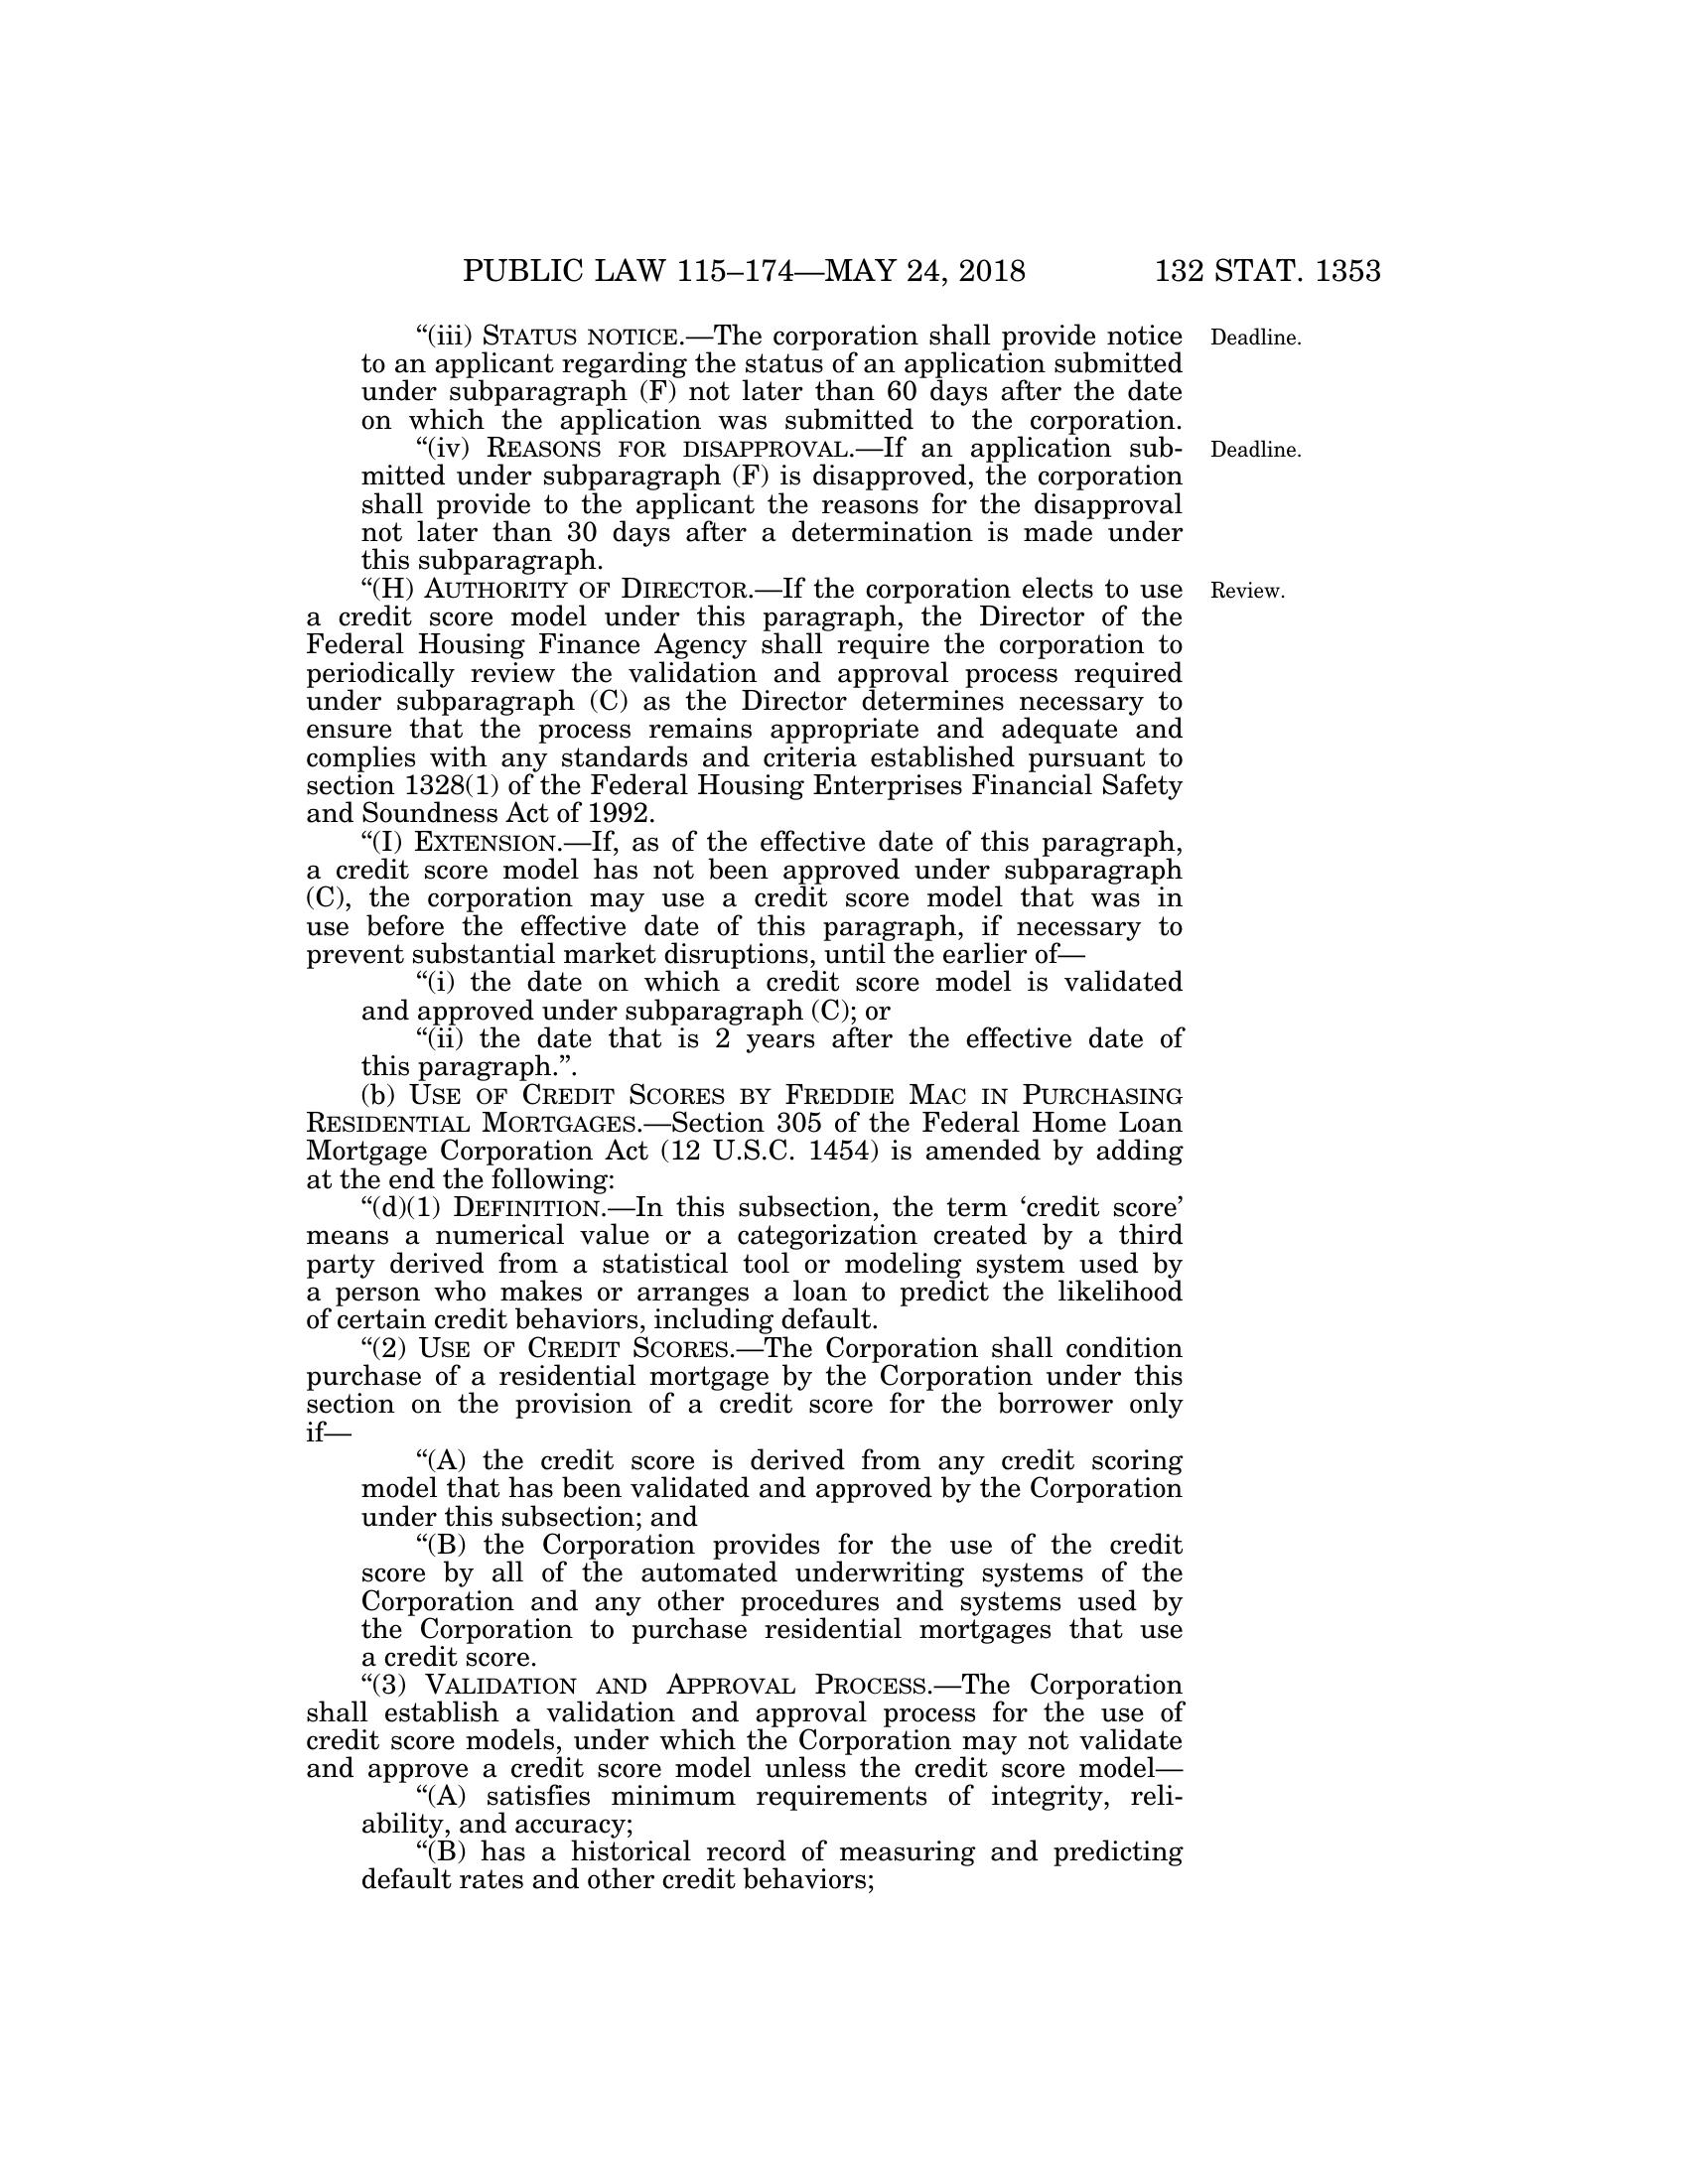 PUBLIC LAW 115–174—MAY 24, 2018 132 STAT. 1353
“(iii) STATUS NOTICE.—The corporation shall provide notice Deadline.
to an applicant regarding the status of an application submitted
under subparagraph (F) not later than 60 days after the date
on which the application was submitted to the corporation.
“(iv) REASONS FOR DISAPPROVAL.—If an application sub- Deadline.
mitted under subparagraph (F) is disapproved, the corporation
shall provide to the applicant the reasons for the disapproval
not later than 30 days after a determination is made under
this subparagraph.
“(H) AUTHORITY OF DIRECTOR.—If the corporation elects to use Review.
a credit score model under this paragraph, the Director of the
Federal Housing Finance Agency shall require the corporation to
periodically review the validation and approval process required
under subparagraph (C) as the Director determines necessary to
ensure that the process remains appropriate and adequate and
complies with any standards and criteria established pursuant to
section 1328(1) of the Federal Housing Enterprises Financial Safety
and Soundness Act of 1992.
“(I) EXTENSION.—If, as of the effective date of this paragraph,
a credit score model has not been approved under subparagraph
(C), the corporation may use a credit score model that was in
use before the effective date of this paragraph, if necessary to
prevent substantial market disruptions, until the earlier of—
“(i) the date on which a credit score model is validated
and approved under subparagraph (C); or
“(ii) the date that is 2 years after the effective date of
this paragraph.”.
(b) USE OF CREDIT SCORES BY FREDDIE MAC IN PURCHASING
RESIDENTIAL MORTGAGES.—Section 305 of the Federal Home Loan
Mortgage Corporation Act (12 U.S.C. 1454) is amended by adding
at the end the following:
“(d)(1) DEFINITION.—In this subsection, the term ‘credit score’
means a numerical value or a categorization created by a third
party derived from a statistical tool or modeling system used by
a person who makes or arranges a loan to predict the likelihood
of certain credit behaviors, including default.
“(2) USE OF CREDIT SCORES.—The Corporation shall condition
purchase of a residential mortgage by the Corporation under this
section on the provision of a credit score for the borrower only
if—
“(A) the credit score is derived from any credit scoring
model that has been validated and approved by the Corporation
under this subsection; and
“(B) the Corporation provides for the use of the credit
score by all of the automated underwriting systems of the
Corporation and any other procedures and systems used by
the Corporation to purchase residential mortgages that use
a credit score.
“(3) VALIDATION AND APPROVAL PROCESS.—The Corporation
shall establish a validation and approval process for the use of
credit score models, under which the Corporation may not validate
and approve a credit score model unless the credit score model—
“(A) satisfies minimum requirements of integrity, reli-
ability, and accuracy;
“(B) has a historical record of measuring and predicting
default rates and other credit behaviors;